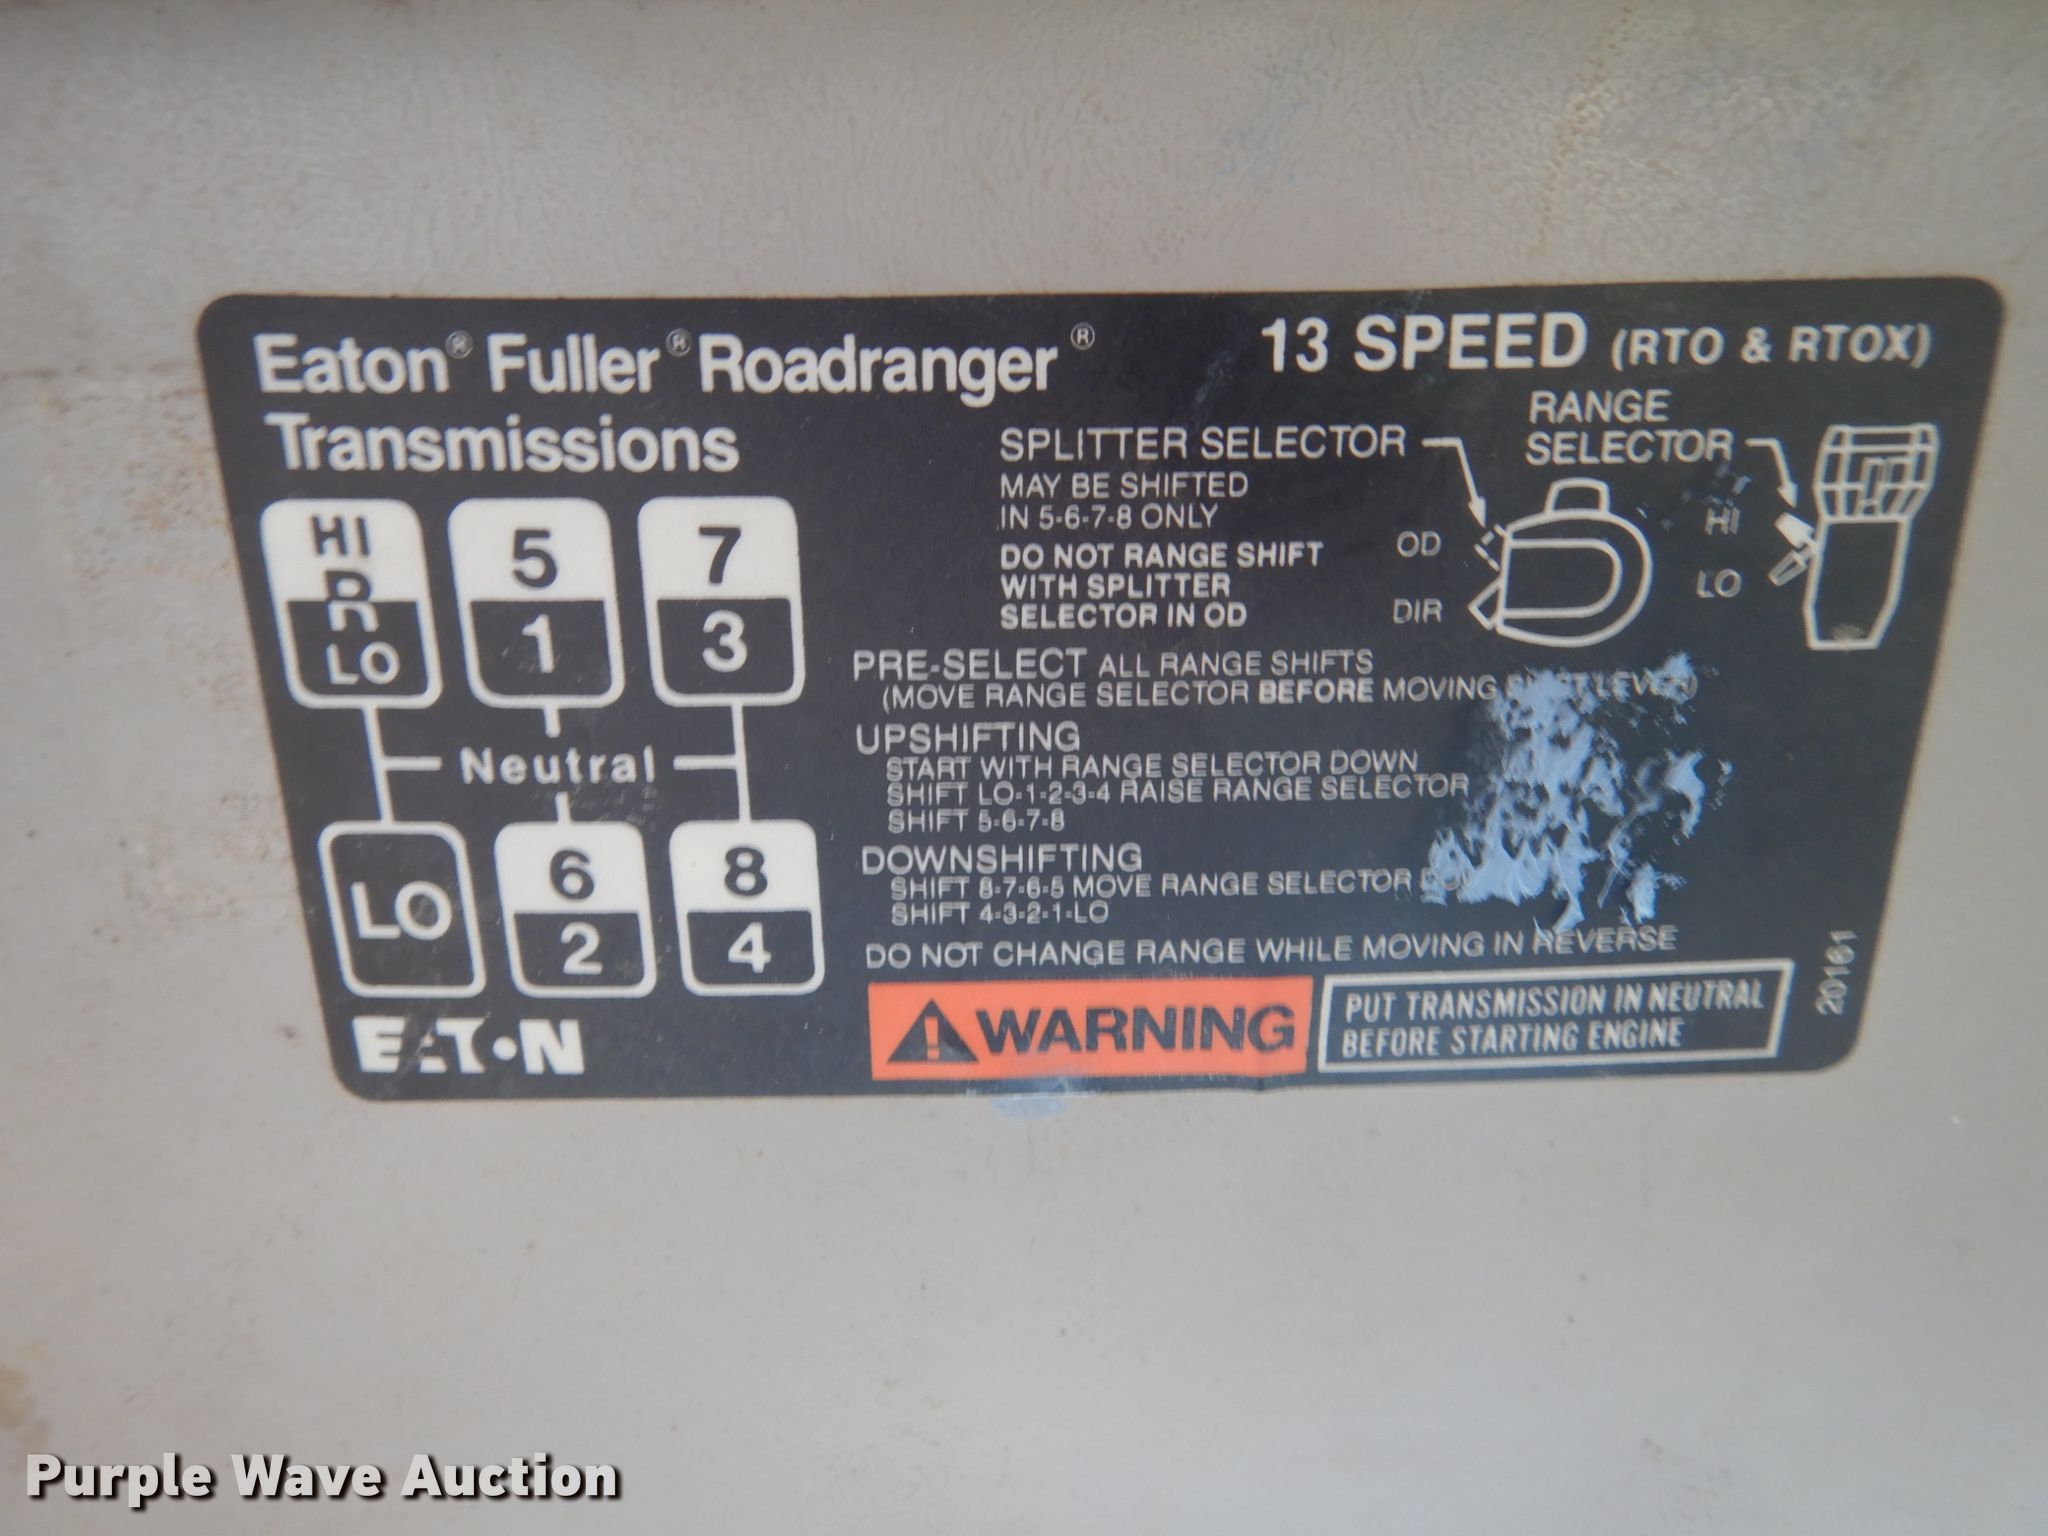 Eaton® Fuller® Roadranger®
Transmissions
13 SPEED (RTO & RTOX)
HI
R
LO
5
1
7
3
Neutral
LO
6
2
8
4
EAT•N
SPLITTER SELECTOR
MAY BE SHIFTED
IN 5-6-7-8 ONLY
DO NOT RANGE SHIFT
WITH SPLITTER
SELECTOR IN OD
OD
DIR
RANGE
SELECTOR
HI
LO
PRE-SELECT ALL RANGE SHIFTS
(MOVE RANGE SELECTOR BEFORE MOVING LEVER)
UPSHIFTING
START WITH RANGE SELECTOR DOWN
SHIFT LO-1-2-3-4 RAISE RANGE SELECTOR
SHIFT 5-6-7-8
DOWNSHIFTING
SHIFT 8-7-6-5 MOVE RANGE SELECTOR
SHIFT 4-3-2-1-LO
DO NOT CHANGE RANGE WHILE MOVING IN REVERSE
WARNING
PUT TRANSMISSION IN NEUTRAL
BEFORE STARTING ENGINE
20161
Purple Wave Auction